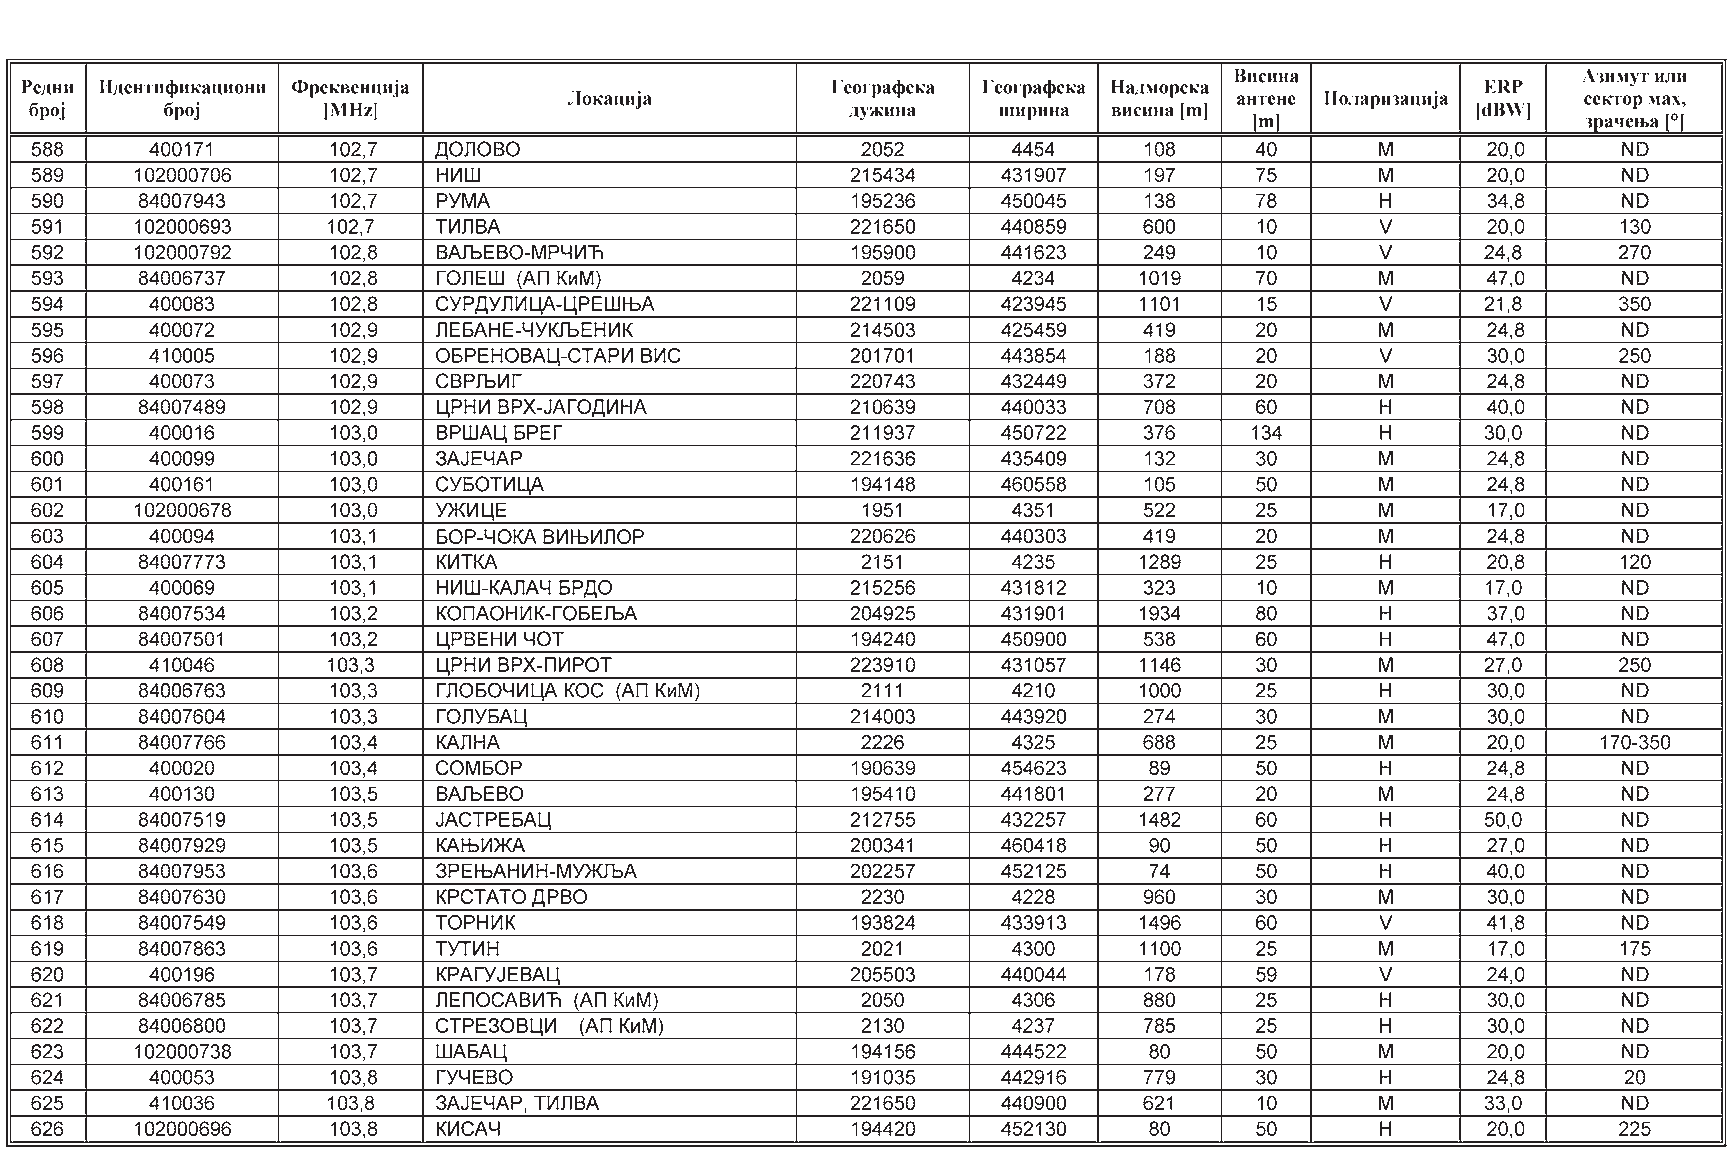 Редни број Идентификациони број Фреквенција [MHz] Локација Географска дужина Географска ширина Надморска висина [m] Висина антене [m] Поларизација ERP [dBW] Азимут или сектор мах, зрачења [°]
588 400171 102,7 ДОЛОВО 2052 4454 108 40 M 20,0 ND
589 102000706 102,7 НИШ 215434 431907 197 75 M 20,0 ND
590 84007943 102,7 РУМА 195236 450045 138 78 H 34,8 ND
591 102000693 102,7 ТИЛВА 221650 440859 600 10 V 20,0 130
592 102000792 102,8 ВАЉЕВО-МРЧИЋ 195900 441623 249 10 V 24,8 270
593 84006737 102,8 ГОЛЕШ (АП КиМ) 2059 4234 1019 70 M 47,0 ND
594 400083 102,8 СУРДУЛИЦА-ЦРЕШЊА 221109 423945 1101 15 V 21,8 350
595 400072 102,9 ЛЕБАНЕ-ЧУКЉЕНИК 214503 425459 419 20 M 24,8 ND
596 410005 102,9 ОБРЕНОВАЦ-СТАРИ ВИС 201701 443854 188 20 V 30,0 250
597 400073 102,9 СВРЉИГ 220743 432449 372 20 M 24,8 ND
598 84007489 102,9 ЦРНИ ВРХ-ЈАГОДИНА 210639 440033 708 60 H 40,0 ND
599 400016 103,0 ВРШАЦ БРЕГ 211937 450722 376 134 H 30,0 ND
600 400099 103,0 ЗАЈЕЧАР 221636 435409 132 30 M 24,8 ND
601 400161 103,0 СУБОТИЦА 194148 460558 105 50 M 24,8 ND
602 102000678 103,0 УЖИЦЕ 1951 4351 522 25 M 17,0 ND
603 400094 103,1 БОР-ЧОКА ВИЊИЛОР 220626 440303 419 20 M 24,8 ND
604 84007773 103,1 КИТКА 2151 4235 1289 25 H 20,8 120
605 400069 103,1 НИШ-КАЛАЧ БРДО 215256 431812 323 10 M 17,0 ND
606 84007534 103,2 КОПАОНИК-ГОБЕЉА 204925 431901 1934 80 H 37,0 ND
607 84007501 103,2 ЦРВЕНИ ЧОТ 194240 450900 538 60 H 47,0 ND
608 410046 103,3 ЦРНИ ВРХ-ПИРОТ 223910 431057 1146 30 M 27,0 250
609 84006763 103,3 ГЛОБОЧИЦА КОС (АП КиМ) 2111 4210 1000 25 H 30,0 ND
610 84007604 103,3 ГОЛУБАЦ 214003 443920 274 30 M 30,0 ND
611 84007766 103,4 КАЛНА 2226 4325 688 25 M 20,0 170-350
612 400020 103,4 СОМБОР 190639 454623 89 50 H 24,8 ND
613 400130 103,5 ВАЉЕВО 195410 441801 277 20 M 24,8 ND
614 84007519 103,5 ЈАСТРЕБАЦ 212755 432257 1482 60 H 50,0 ND
615 84007929 103,5 КАЊИЖА 200341 460418 90 50 H 27,0 ND
616 84007953 103,6 ЗРЕЊАНИН-МУЖЉА 202257 452125 74 50 H 40,0 ND
617 84007630 103,6 КРСТАТО ДРВО 2230 4228 960 30 M 30,0 ND
618 84007549 103,6 ТОРНИК 193824 433913 1496 60 V 41,8 ND
619 84007863 103,6 ТУТИН 2021 4300 1100 25 M 17,0 175
620 400196 103,7 КРАГУЈЕВАЦ 205503 440044 178 59 V 24,0 ND
621 84006785 103,7 ЛЕПОСАВИЋ (АП КиМ) 2050 4306 880 25 H 30,0 ND
622 84006800 103,7 СТРЕЗОВЦИ (АП КиМ) 2130 4237 785 25 H 30,0 ND
623 102000738 103,7 ШАБАЦ 194156 444522 80 50 M 20,0 ND
624 400053 103,8 ГУЧЕВО 191035 442916 779 30 H 24,8 20
625 410036 103,8 ЗАЈЕЧАР, ТИЛВА 221650 440900 621 10 M 33,0 ND
626 102000696 103,8 КИСАЧ 194420 452130 80 50 H 20,0 225